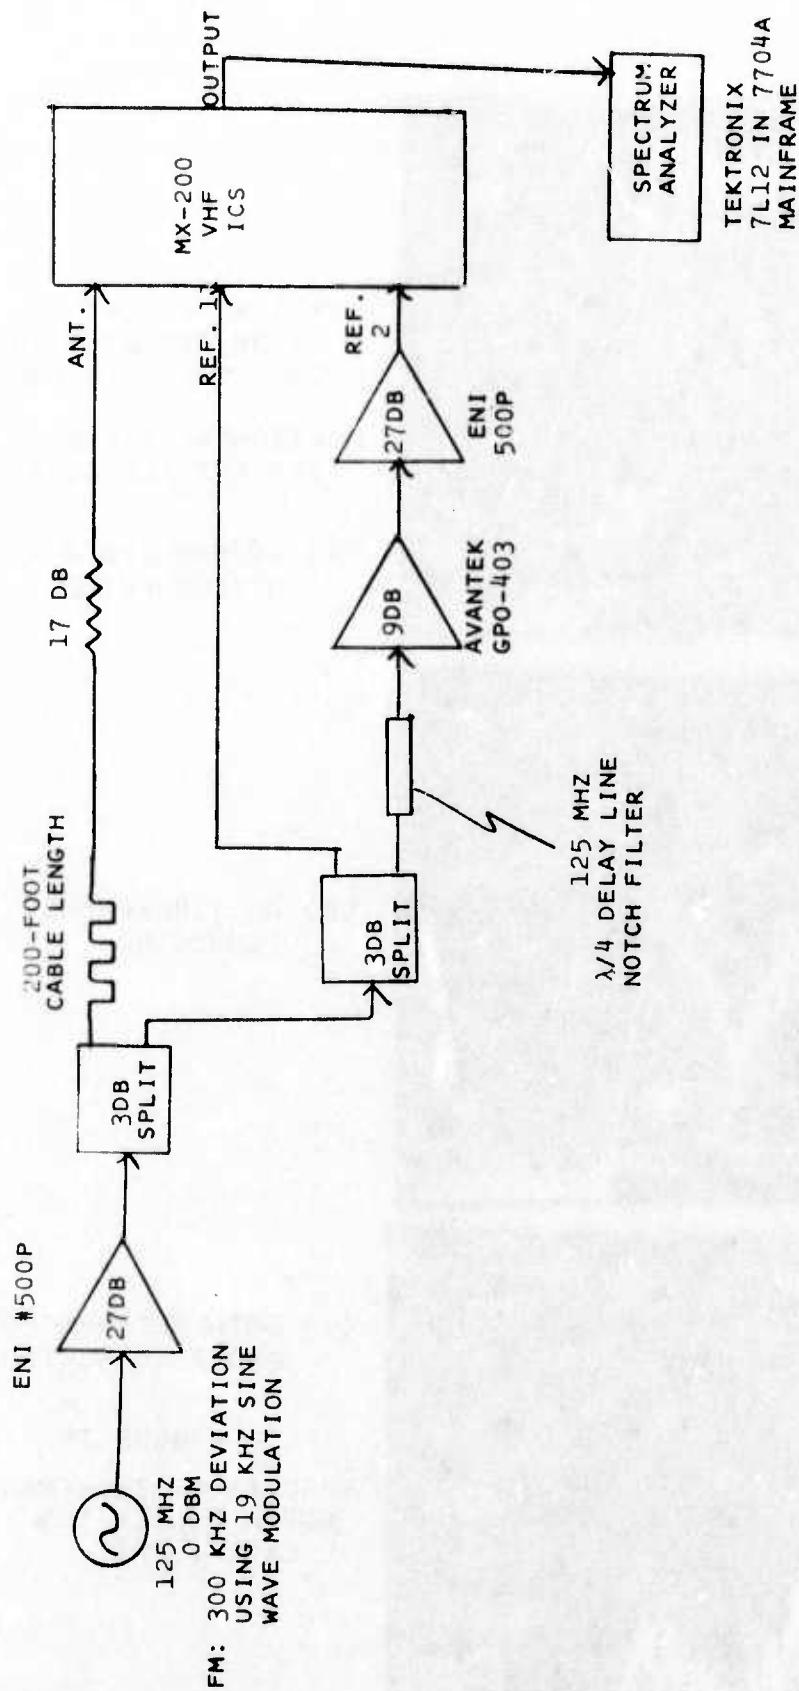 ENI #500P
27DB
125 MHZ
0 DBM
FM: 300 KHZ DEVIATION
USING 19 KHZ SINE
WAVE MODULATION
3DB
SPLIT
200-FOOT
CABLE LENGTH
17 DB
ANT.
3DB
SPLIT
REF. 1
125 MHZ
λ/4 DELAY LINE
NOTCH FILTER
9DB
AVANTEK
GPO-403
27DB
ENI
500P
REF.
2
MX-200
VHF
ICS
OUTPUT
SPECTRUM
ANALYZER
TEKTRONIX
7L12 IN 7704A
MAINFRAME